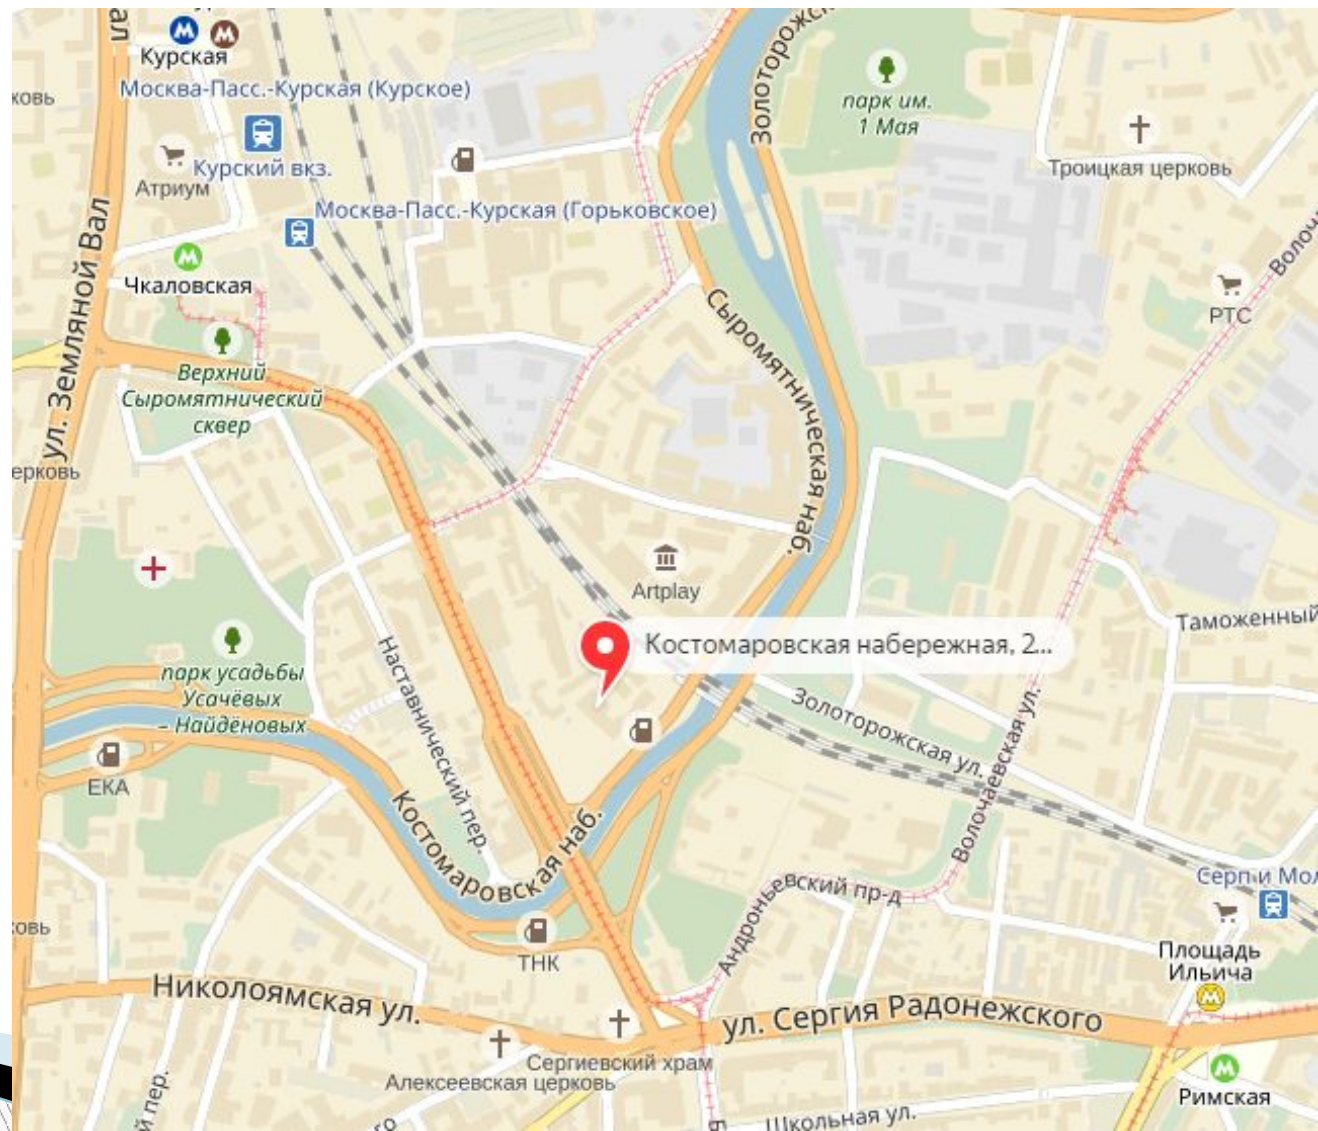 Курская
Москва-Пасс.-Курская (Курское)
Атриум
Курский вкз.
Москва-Пасс.-Курская (Горьковское)
парк им.
1 Мая
Троицкая церковь
Чкаловская
РТС
ул. Земляной Вал
Верхний
Сыромятнический
сквер
Сыромятническая наб.
Artplay
Костомаровская набережная, 2...
Таможенный
парк усадьбы
Усачёвых
– Найдёновых
Наставнический пер.
Золоторожская ул.
Волочаевская ул.
ЕКА
Костомаровская наб.
Андроньевский пр-д
Серп и Мол
ТНК
Площадь
Ильича
Николоямская ул.
ул. Сергия Радонежского
Сергиевский храм
Алексеевская церковь
Римская
Школьная ул.